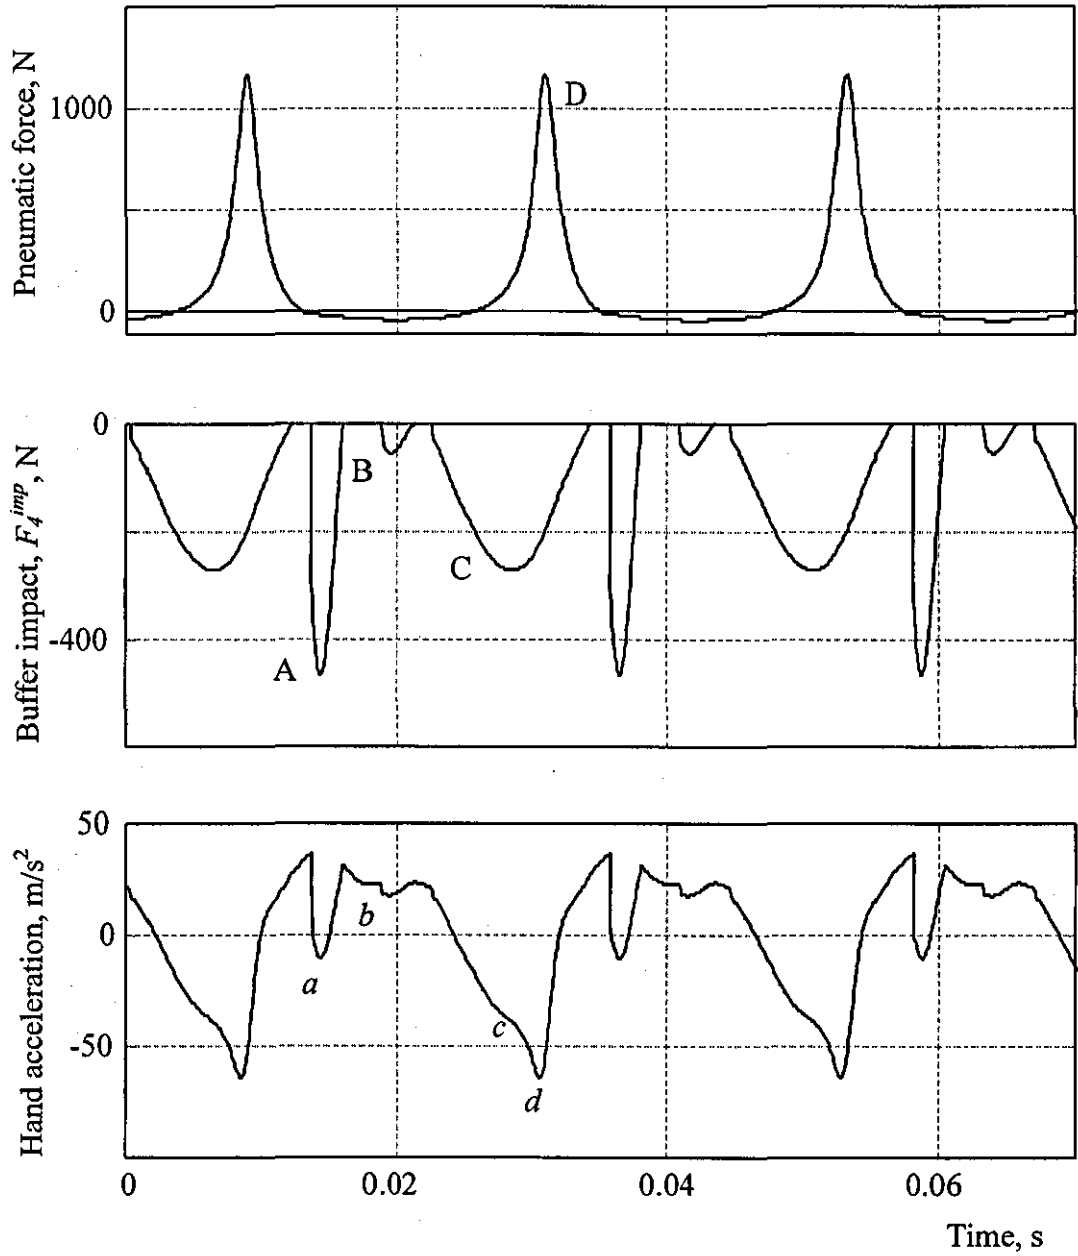 Pneumatic force, N
1000
0
D
Buffer impact, F₄ⁱᵐᵖ, N
0
-400
B
C
A
Hand acceleration, m/s²
50
0
-50
a
b
c
d
0 0.02 0.04 0.06
Time, s